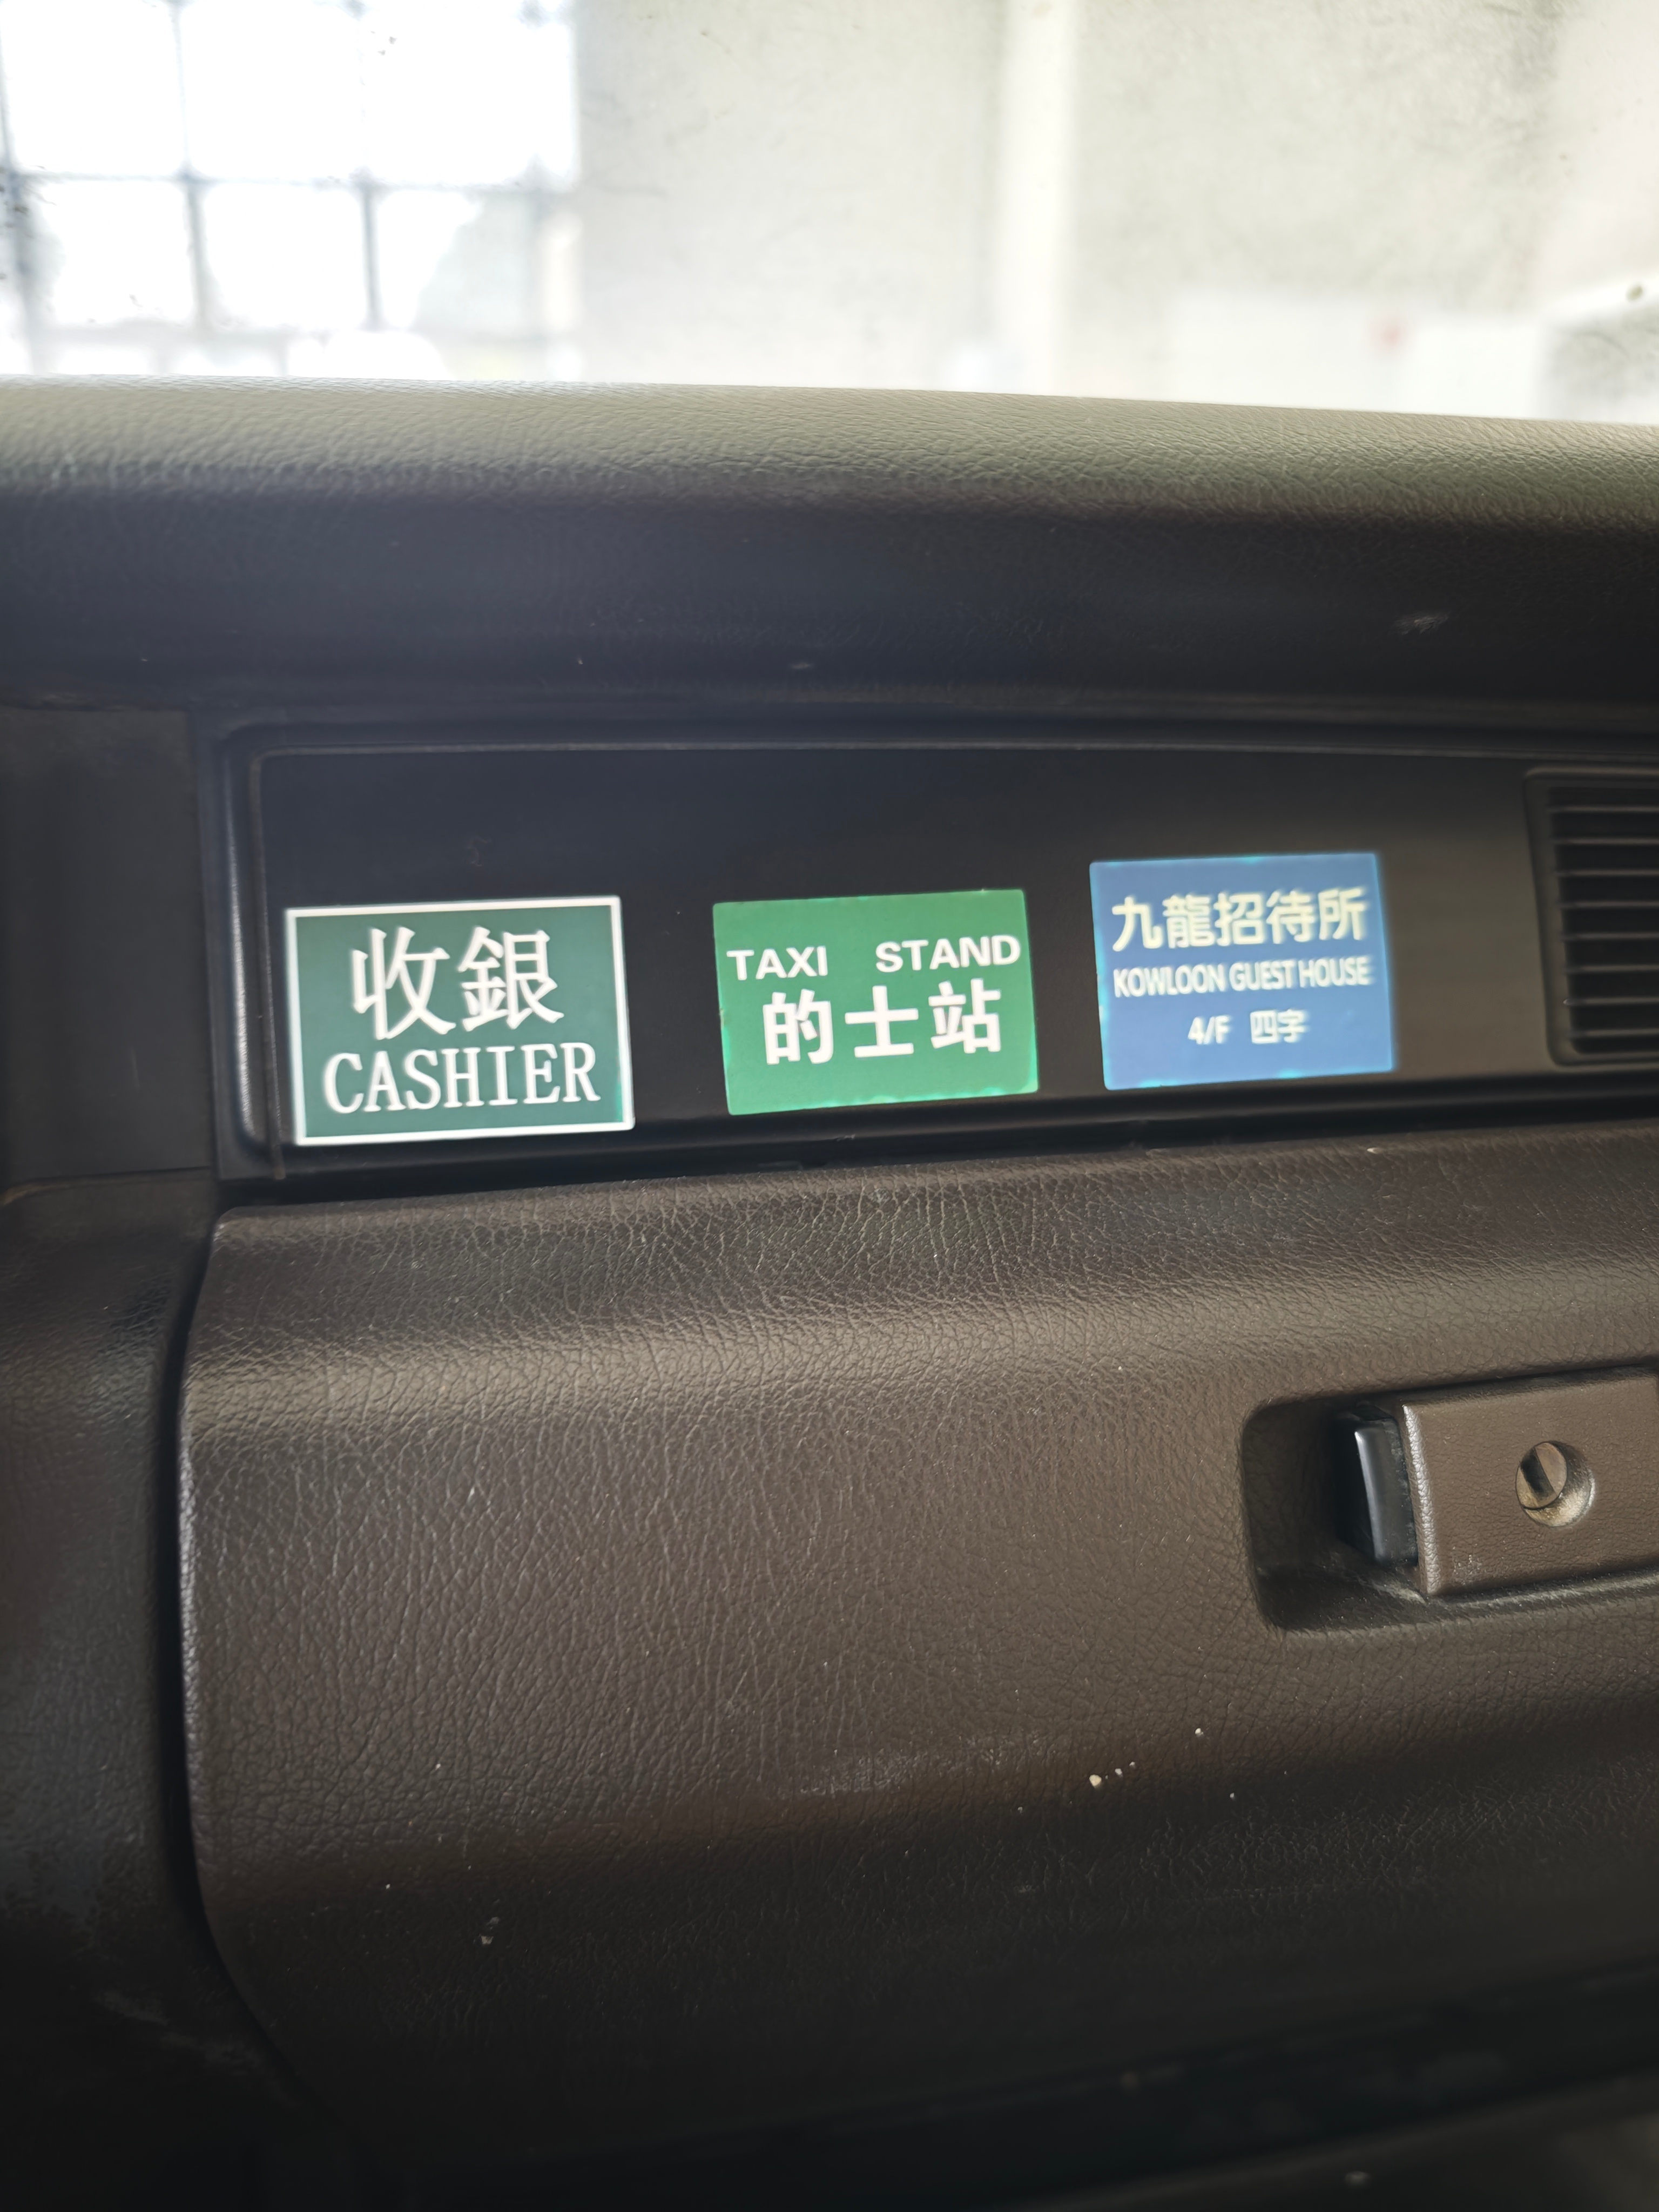 收銀
CASHIER
TAXI STAND
的士站
九龍招待所
KOWLOON GUEST HOUSE
4/F 四字